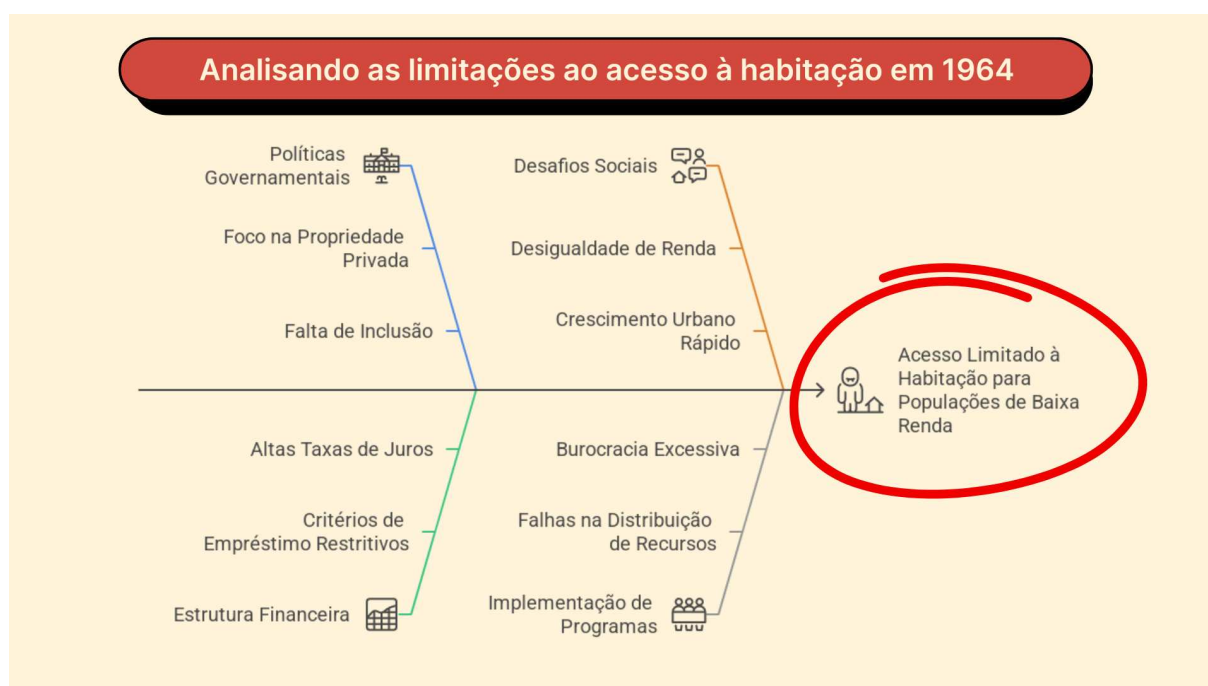 Analisando as limitações ao acesso à habitação em 1964
Políticas
Governamentais
Foco na Propriedade
Privada
Falta de Inclusão
Desafios Sociais
Desigualdade de Renda
Crescimento Urbano
Rápido
Acesso Limitado à
Habitação para
Populações de Baixa
Renda
Altas Taxas de Juros
Critérios de
Empréstimo Restritivos
Estrutura Financeira
Burocracia Excessiva
Falhas na Distribuição
de Recursos
Implementação de
Programas